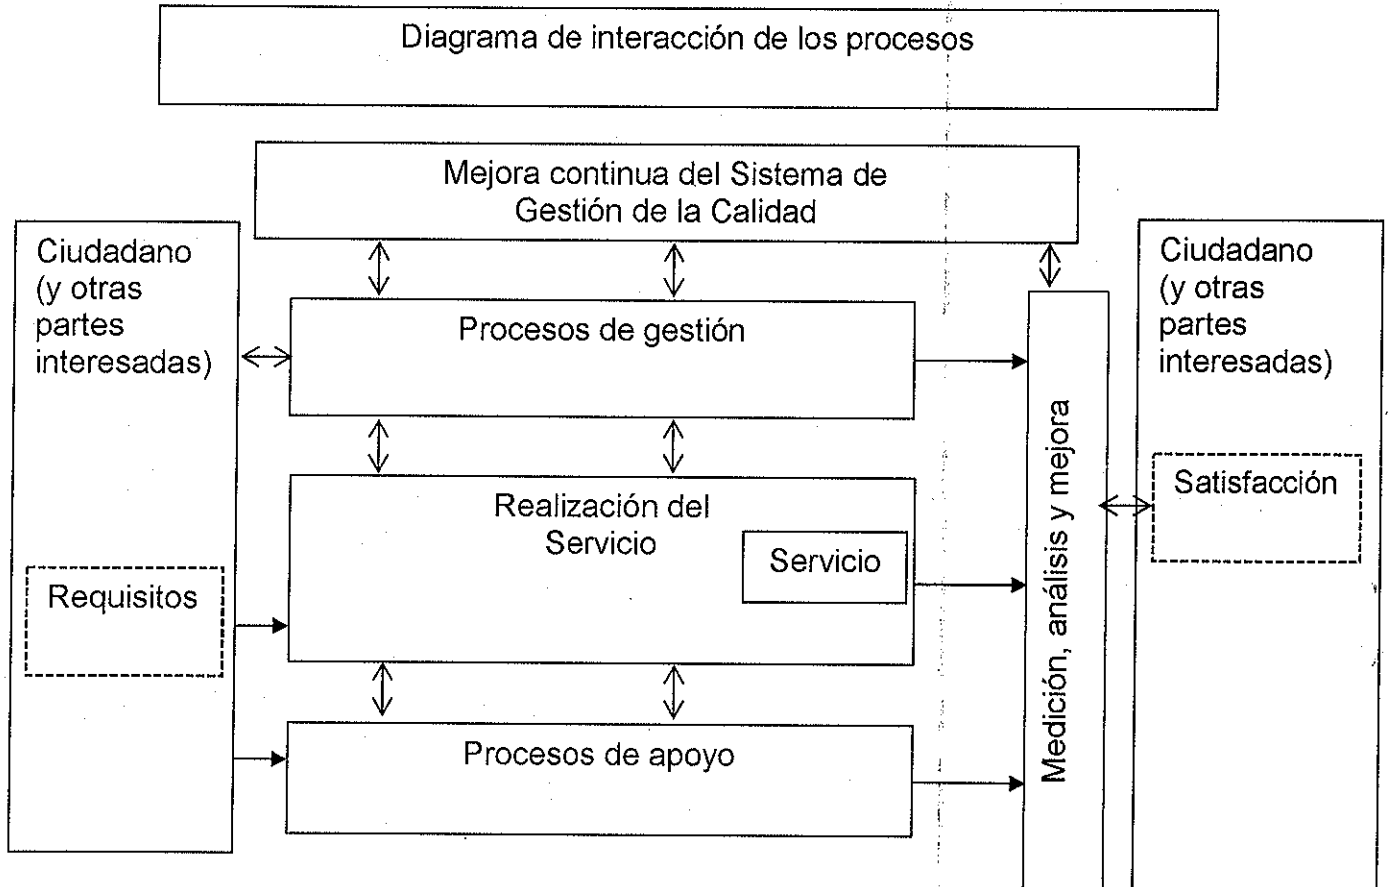 Diagrama de interacción de los procesos
Mejora continua del Sistema de
Gestión de la Calidad
Ciudadano
(y otras
partes
interesadas)
Requisitos
Procesos de gestión
Realización del
Servicio
Servicio
Procesos de apoyo
Medición, análisis y mejora
Ciudadano
(y otras
partes
interesadas)
Satisfacción